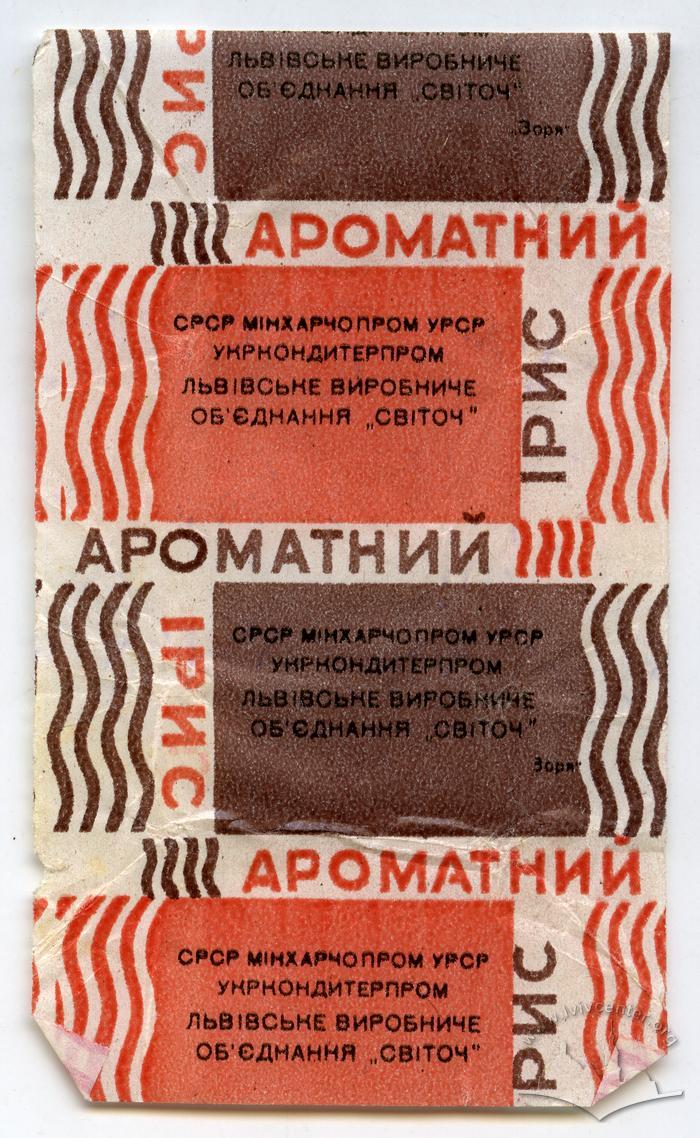 ЛЬВІВСЬКЕ ВИРОБНИЧЕ
ОБ'ЄДНАННЯ „СВІТОЧ"
„Зоря"
РИС
АРОМАТНИЙ
СРСР МІНХАРЧОПРОМ УРСР
УКРКОНДИТЕРПРОМ
ЛЬВІВСЬКЕ ВИРОБНИЧЕ
ОБ'ЄДНАННЯ „СВІТОЧ"
ІРИС
АРОМАТНИЙ
ІРИС
СРСР МІНХАРЧОПРОМ УРСР
УКРКОНДИТЕРПРОМ
ЛЬВІВСЬКЕ ВИРОБНИЧЕ
ОБ'ЄДНАННЯ „СВІТОЧ"
Зоря"
АРОМАТНИЙ
СРСР МІНХАРЧОПРОМ УРСР
УКРКОНДИТЕРПРОМ
ЛЬВІВСЬКЕ ВИРОБНИЧЕ
ОБ'ЄДНАННЯ „СВІТОЧ"
РИС
www.lvivcenter.org